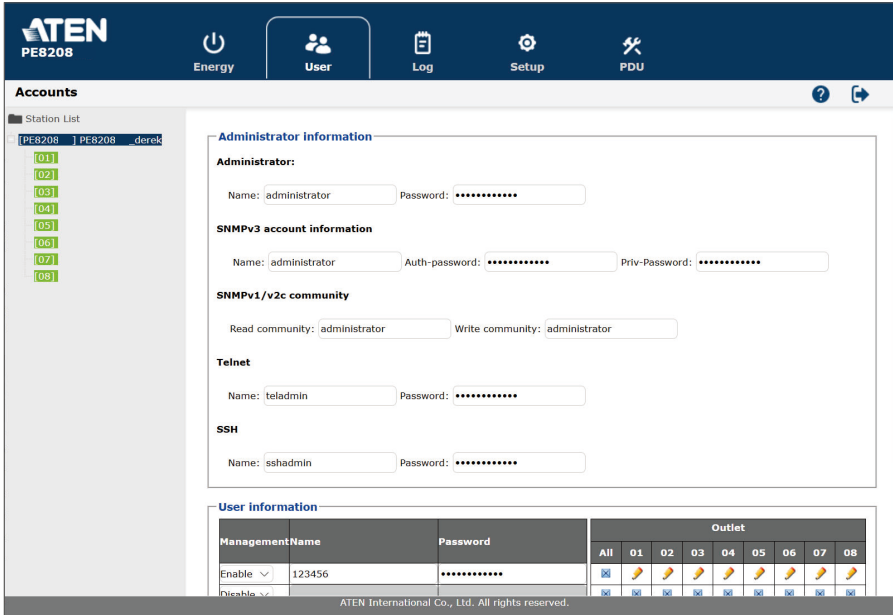 ATEN
PE8208
Energy
User
Log
Setup
PDU
Accounts
Station List
[PE8208 ] PE8208 _derek
[01]
[02]
[03]
[04]
[05]
[06]
[07]
[08]
Administrator information
Administrator:
Name: administrator Password: ••••••••••••
SNMPv3 account information
Name: administrator Auth-password: ••••••••••••  Priv-Password: ••••••••••••
SNMPv1/v2c community
Read community: administrator Write community: administrator
Telnet
Name: teladmin Password: ••••••••••••
SSH
Name: sshadmin Password: ••••••••••••
User information
Management Name Password Outlet
All 01 02 03 04 05 06 07 08
Enable 123456 ••••••••••••
Disable
ATEN International Co., Ltd. All rights reserved.